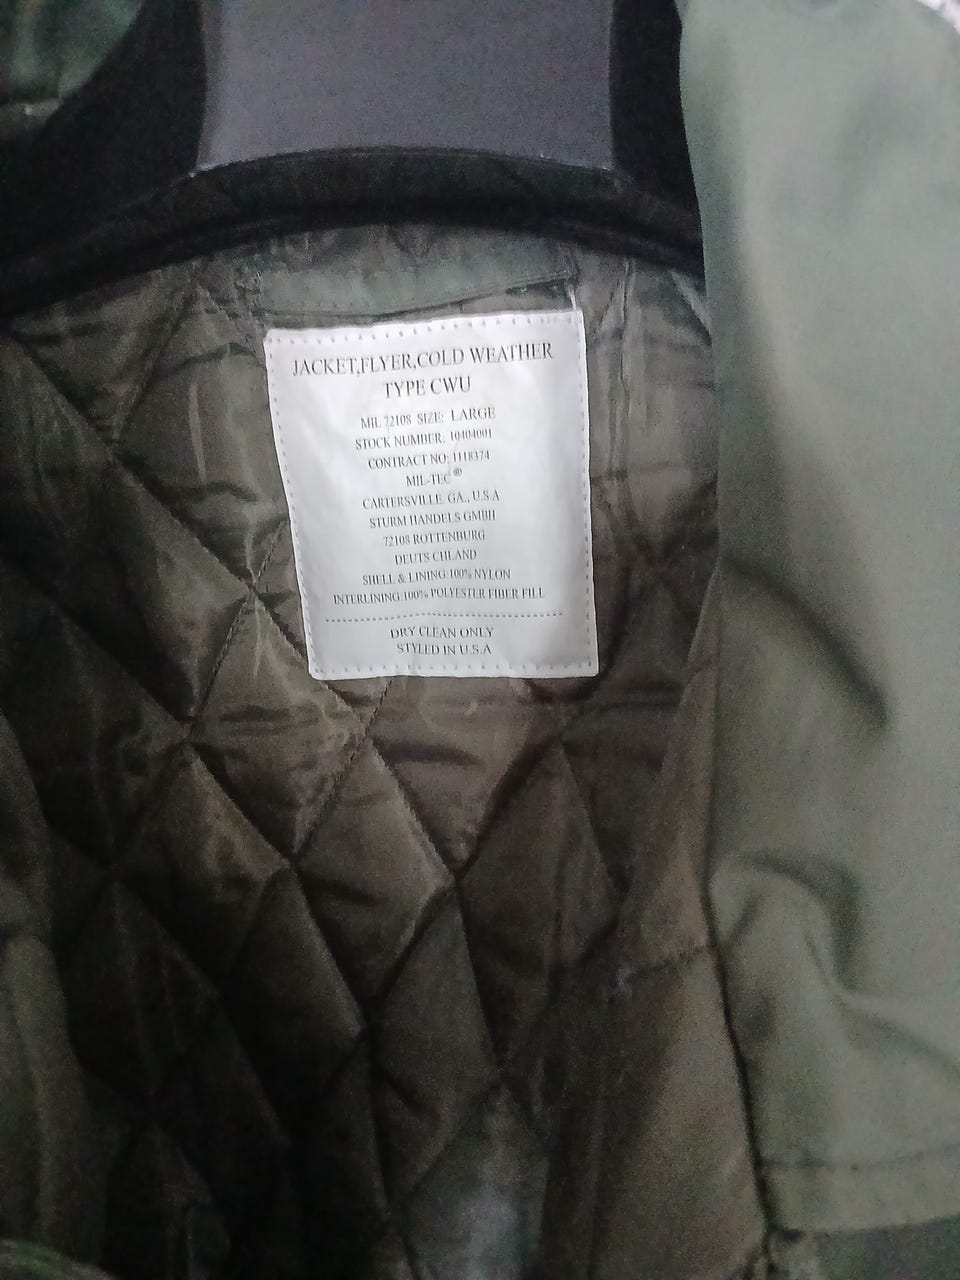 JACKET,FLYER,COLD WEATHER
TYPE CWU
MIL 72108 SIZE: LARGE
STOCK NUMBER: 10404001
CONTRACT NO: 1118374
MIL-TEC®
CARTERSVILLE GA., U.S.A
STURM HANDELS GMBH
72108 ROTTENBURG
DEUTS CHLAND
SHELL & LINING:100% NYLON
INTERLINING:100% POLYESTER FIBER FILL
DRY CLEAN ONLY
STYLED IN U.S.A